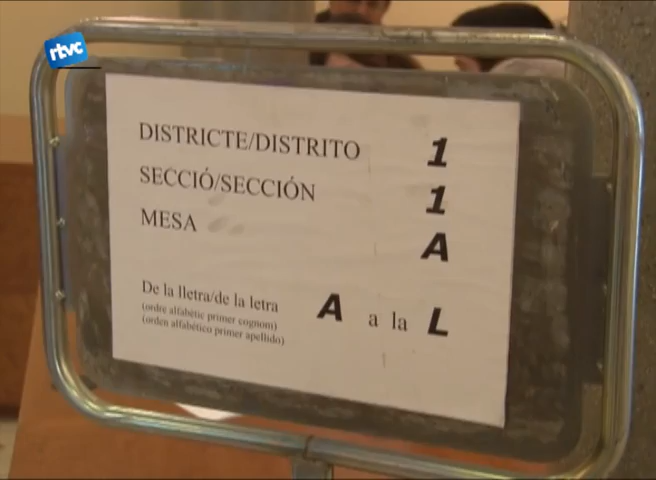 rtvc
DISTRICTE/DISTRITO 1
SECCIÓ/SECCIÓN 1
MESA A
De la lletra/de la letra A a la L
(ordre alfabètic primer cognom)
(orden alfabético primer apellido)